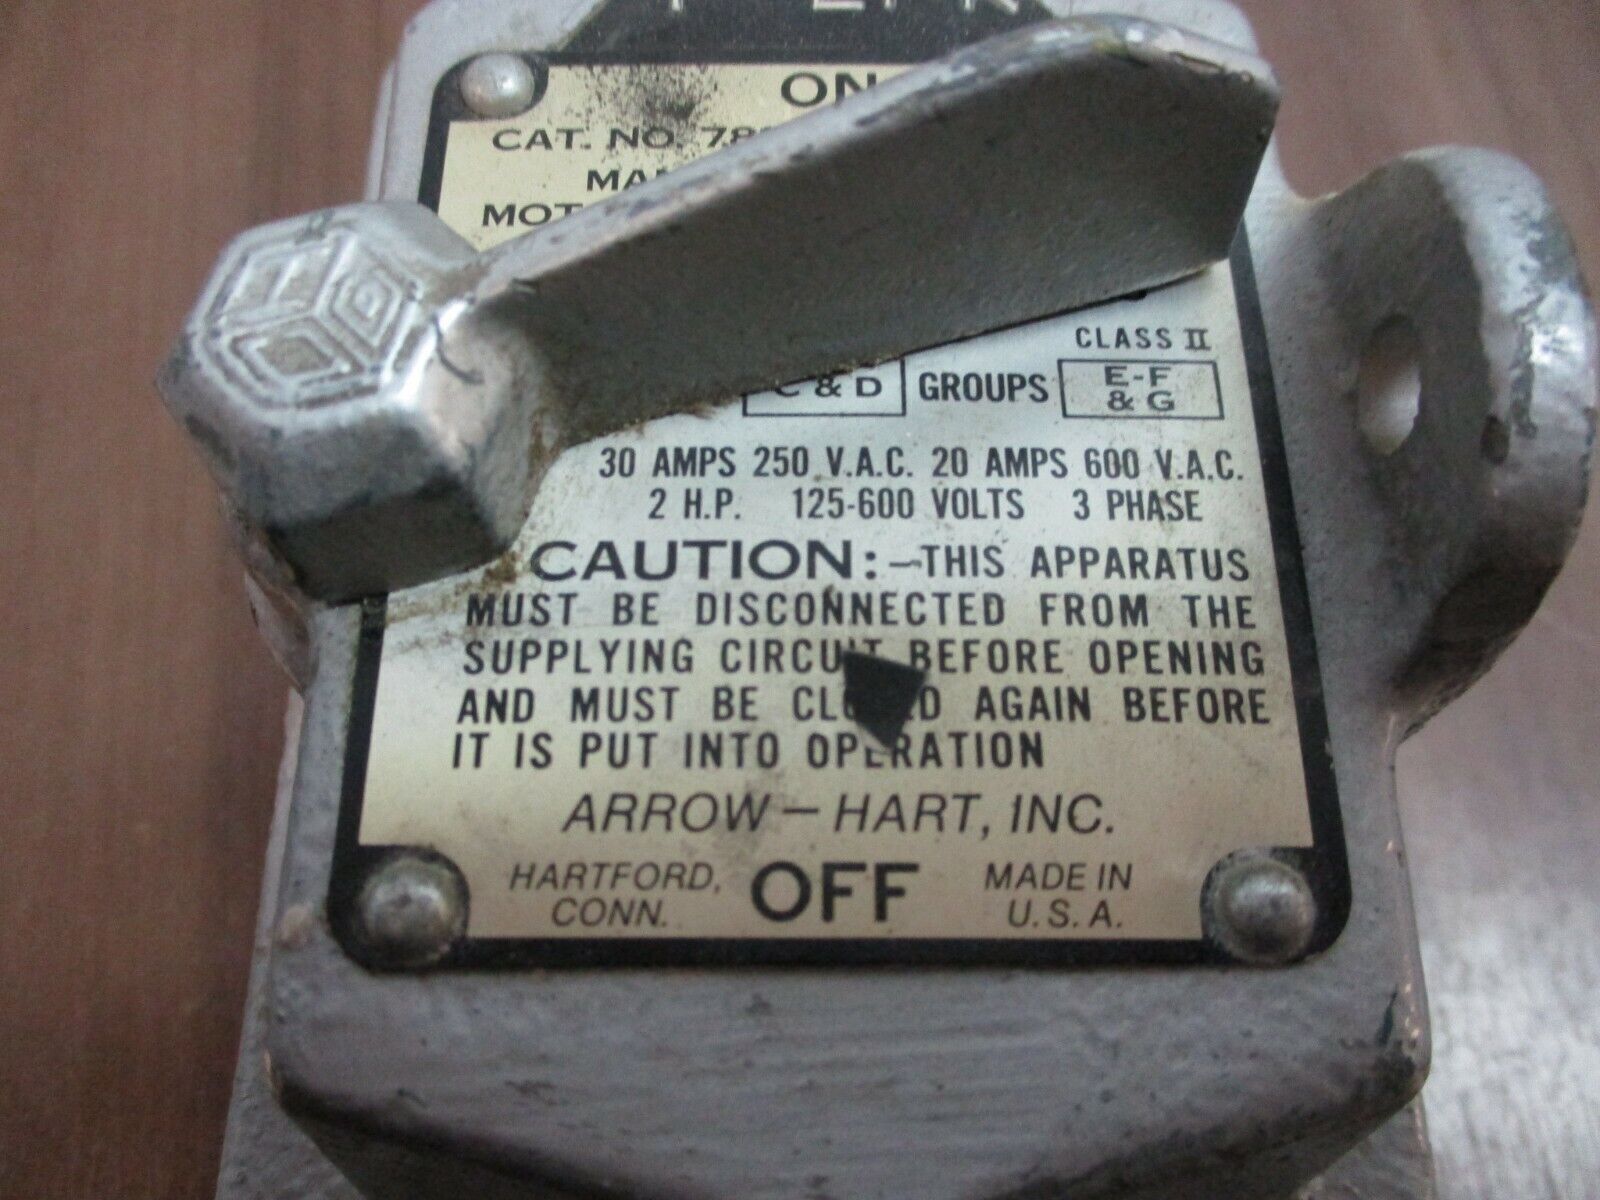 ON
CAT. NO.
CLASS II
C & D GROUPS E-F & G
30 AMPS 250 V.A.C. 20 AMPS 600 V.A.C.
2 H.P. 125-600 VOLTS 3 PHASE
CAUTION:-THIS APPARATUS
MUST BE DISCONNECTED FROM THE
SUPPLYING CIRCUIT BEFORE OPENING
AND MUST BE CLOSED AGAIN BEFORE
IT IS PUT INTO OPERATION
ARROW-HART, INC.
HARTFORD, CONN. OFF MADE IN U.S.A.